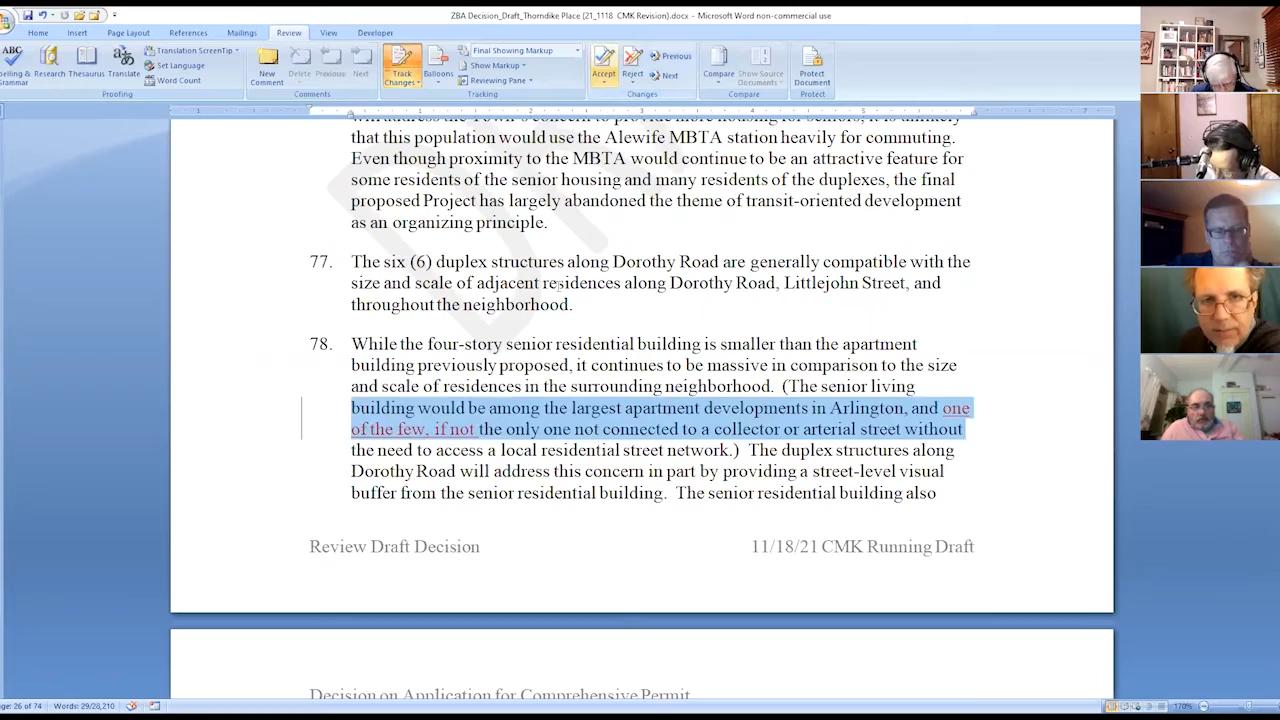 ZBA Decision_Draft_Thorndike Place (21_1118 CMK Revision).docx - Microsoft Word non-commercial use
Home Insert Page Layout References Mailings Review View Developer
ABC Research Thesaurus Translate
Translation ScreenTip
Set Language
Word Count
Proofing
New Comment Delete Previous Next
Comments
Track Changes Balloons
Final Showing Markup
Show Markup
Reviewing Pane
Tracking
Accept Reject Previous
Next
Changes
Compare Show Source Documents
Compare
Protect Document
Protect
that this population would use the Alewife MBTA station heavily for commuting.
Even though proximity to the MBTA would continue to be an attractive feature for
some residents of the senior housing and many residents of the duplexes, the final
proposed Project has largely abandoned the theme of transit-oriented development
as an organizing principle.
77. The six (6) duplex structures along Dorothy Road are generally compatible with the
size and scale of adjacent residences along Dorothy Road, Littlejohn Street, and
throughout the neighborhood.
78. While the four-story senior residential building is smaller than the apartment
building previously proposed, it continues to be massive in comparison to the size
and scale of residences in the surrounding neighborhood. (The senior living
building would be among the largest apartment developments in Arlington, and one
of the few, if not the only one not connected to a collector or arterial street without
the need to access a local residential street network.) The duplex structures along
Dorothy Road will address this concern in part by providing a street-level visual
buffer from the senior residential building. The senior residential building also
Review Draft Decision 11/18/21 CMK Running Draft
Decision on Application for Comprehensive Permit
Page: 26 of 74 Words: 29/28,210 170%